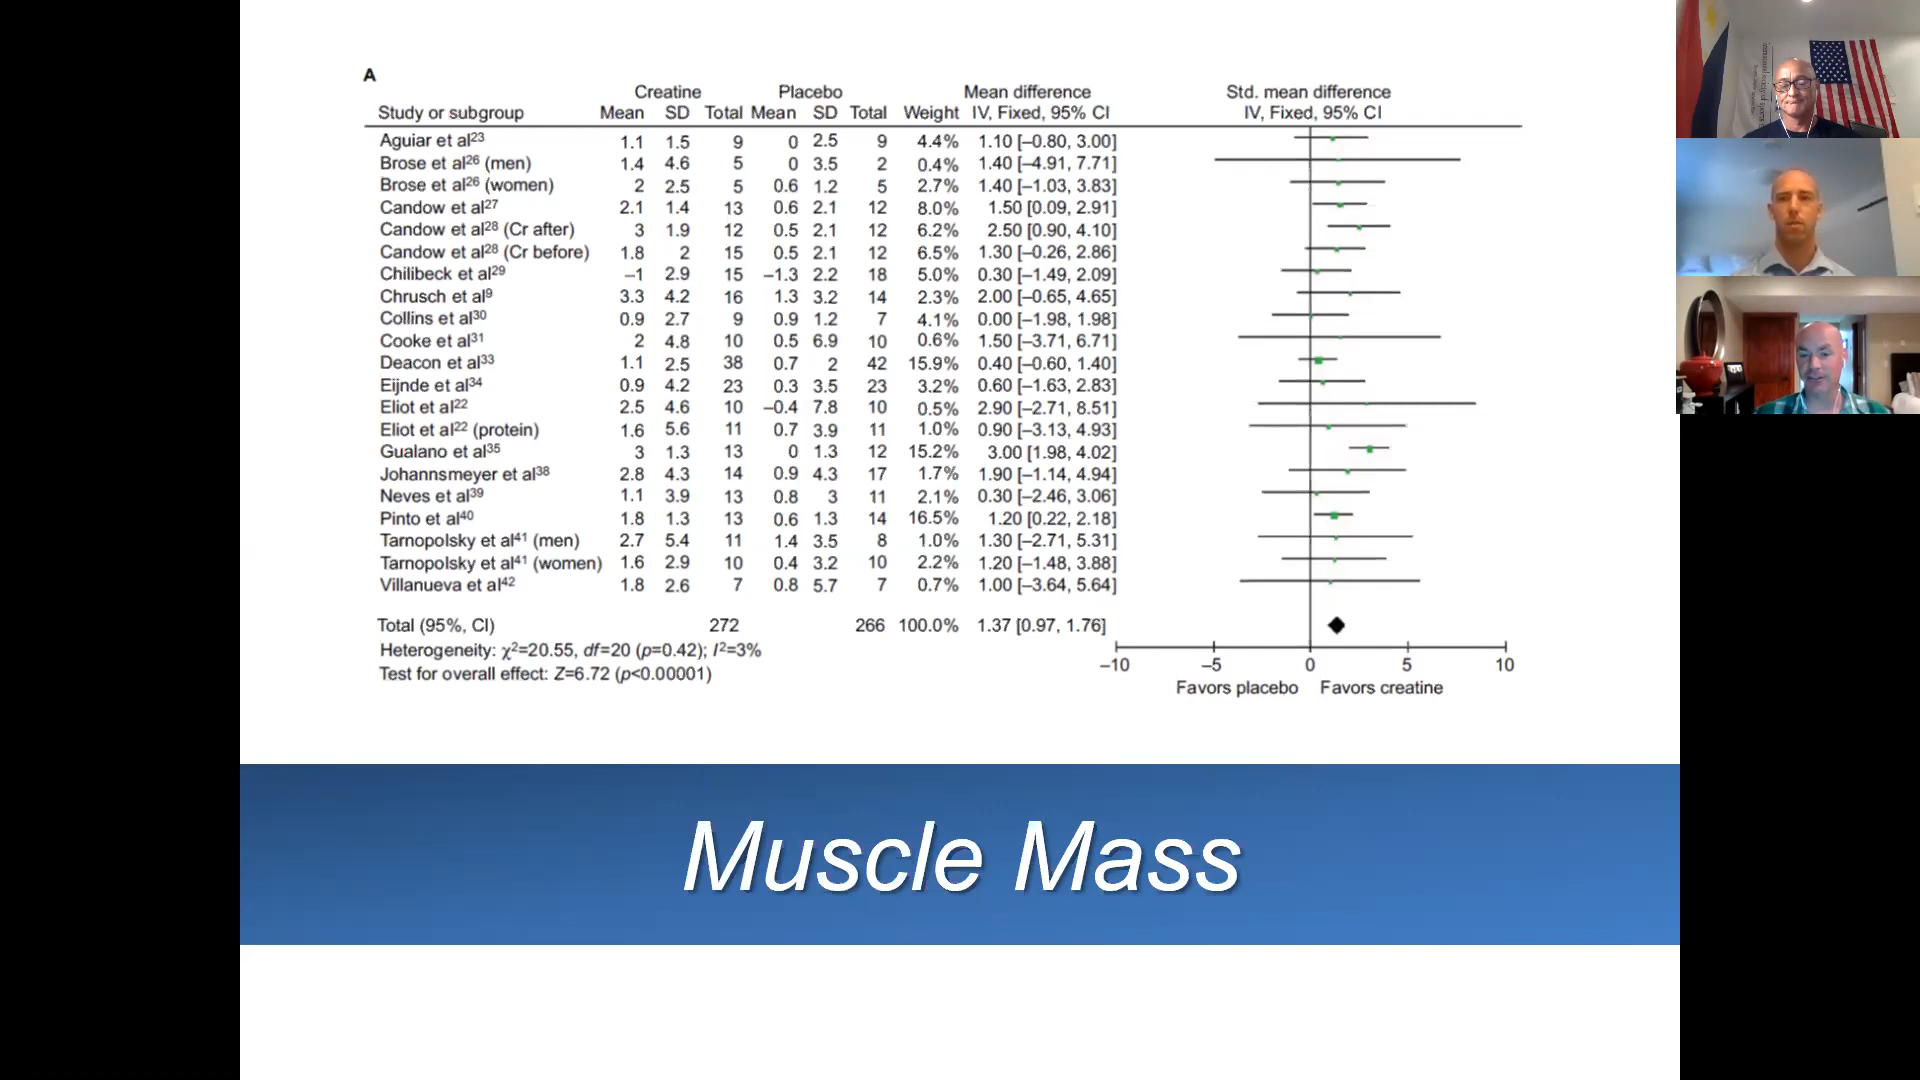 A
Creatine Placebo Mean difference Std. mean difference
Study or subgroup Mean SD Total Mean SD Total Weight IV, Fixed, 95% CI IV, Fixed, 95% CI
Aguiar et al23 1.1 1.5 9 0 2.5 9 4.4% 1.10 [–0.80, 3.00]
Brose et al26 (men) 1.4 4.6 5 0 3.5 2 0.4% 1.40 [–4.91, 7.71]
Brose et al26 (women) 2 2.5 5 0.6 1.2 5 2.7% 1.40 [–1.03, 3.83]
Candow et al27 2.1 1.4 13 0.6 2.1 12 8.0% 1.50 [0.09, 2.91]
Candow et al28 (Cr after) 3 1.9 12 0.5 2.1 12 6.2% 2.50 [0.90, 4.10]
Candow et al28 (Cr before) 1.8 2 15 0.5 2.1 12 6.5% 1.30 [–0.26, 2.86]
Chilibeck et al29 –1 2.9 15 –1.3 2.2 18 5.0% 0.30 [–1.49, 2.09]
Chrusch et al9 3.3 4.2 16 1.3 3.2 14 2.3% 2.00 [–0.65, 4.65]
Collins et al30 0.9 2.7 9 0.9 1.2 7 4.1% 0.00 [–1.98, 1.98]
Cooke et al31 2 4.8 10 0.5 6.9 10 0.6% 1.50 [–3.71, 6.71]
Deacon et al33 1.1 2.5 38 0.7 2 42 15.9% 0.40 [–0.60, 1.40]
Eijnde et al34 0.9 4.2 23 0.3 3.5 23 3.2% 0.60 [–1.63, 2.83]
Eliot et al22 2.5 4.6 10 –0.4 7.8 10 0.5% 2.90 [–2.71, 8.51]
Eliot et al22 (protein) 1.6 5.6 11 0.7 3.9 11 1.0% 0.90 [–3.13, 4.93]
Gualano et al35 3 1.3 13 0 1.3 12 15.2% 3.00 [1.98, 4.02]
Johannsmeyer et al38 2.8 4.3 14 0.9 4.3 17 1.7% 1.90 [–1.14, 4.94]
Neves et al39 1.1 3.9 13 0.8 3 11 2.1% 0.30 [–2.46, 3.06]
Pinto et al40 1.8 1.3 13 0.6 1.3 14 16.5% 1.20 [0.22, 2.18]
Tarnopolsky et al41 (men) 2.7 5.4 11 1.4 3.5 8 1.0% 1.30 [–2.71, 5.31]
Tarnopolsky et al41 (women) 1.6 2.9 10 0.4 3.2 10 2.2% 1.20 [–1.48, 3.88]
Villanueva et al42 1.8 2.6 7 0.8 5.7 7 0.7% 1.00 [–3.64, 5.64]
Total (95%, CI) 272 266 100.0% 1.37 [0.97, 1.76]
Heterogeneity: χ2=20.55, df=20 (p=0.42); I2=3%
Test for overall effect: Z=6.72 (p<0.00001)
–10 –5 0 5 10
Favors placebo Favors creatine
Muscle Mass